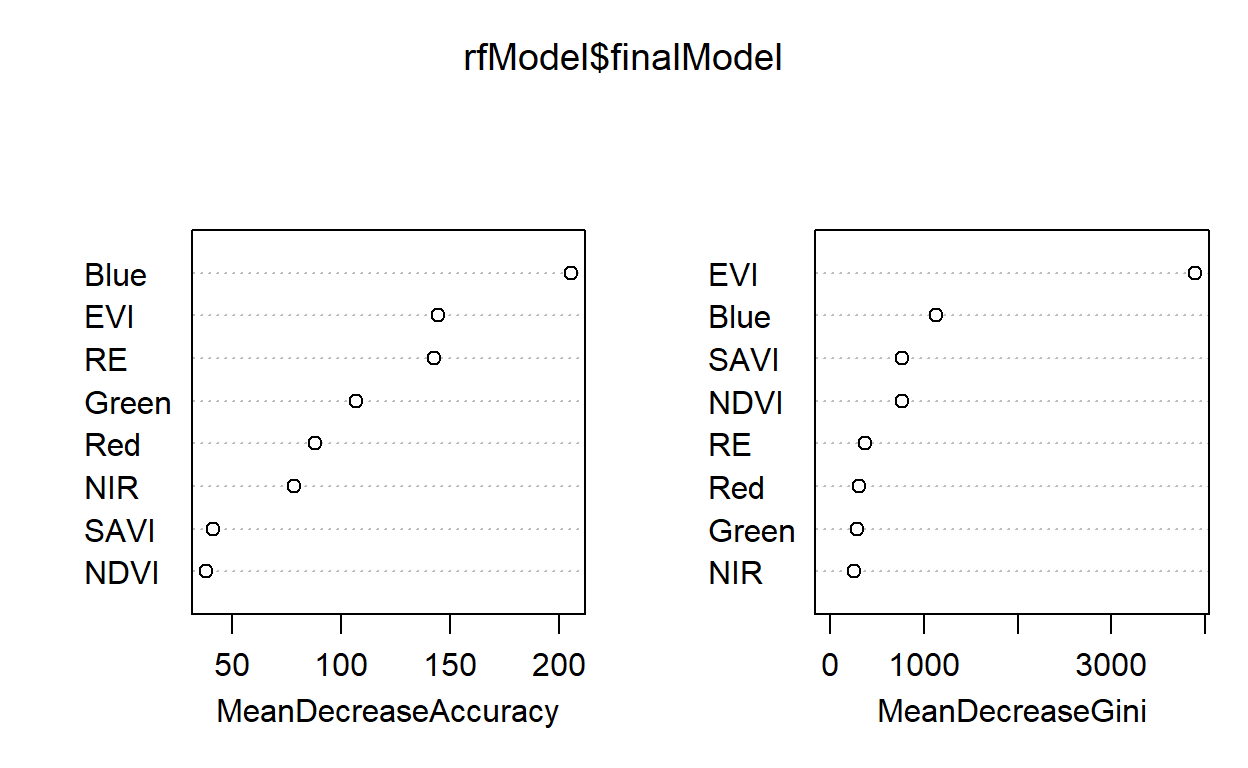 rfModel$finalModel
Blue
EVI
RE
Green
Red
NIR
SAVI
NDVI
50 100 150 200
MeanDecreaseAccuracy
EVI
Blue
SAVI
NDVI
RE
Red
Green
NIR
0 1000 3000
MeanDecreaseGini